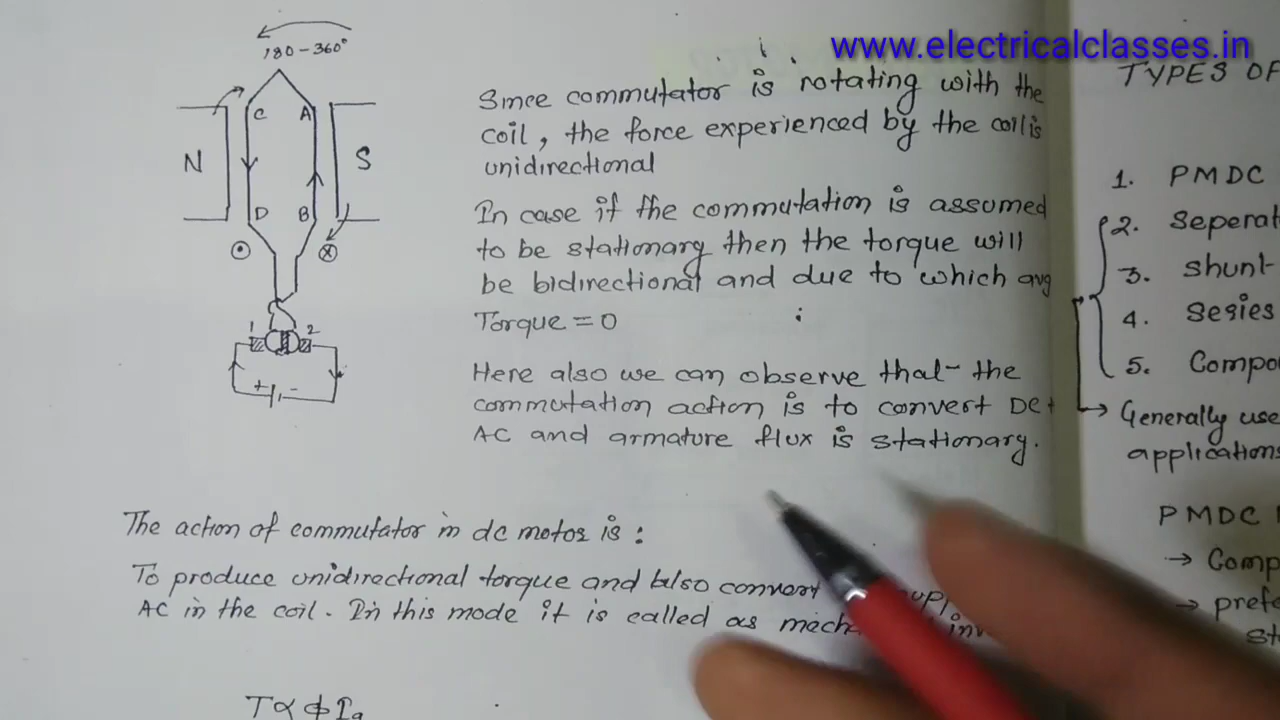 www.electricalclasses.in
180-360°
C A
N S
D B
1 2
+ -
Since commutator is rotating with the
coil, the force experienced by the coil is
unidirectional
In case if the commutation is assumed
to be stationary then the torque will
be bidirectional and due to which avg
Torque = 0
Here also we can observe that the
commutation action is to convert DC t
AC and armature flux is stationary.
The action of commutator in dc motor is:
To produce unidirectional torque and also convert
AC in the coil. In this mode it is called as mecha
T∝ φIa
TYPES OF
1. PMDC
2. Seperat
3. shunt
4. Series
5. Compo
→ Generally use
applications
PMDC
→ Comp
→ prefe
st